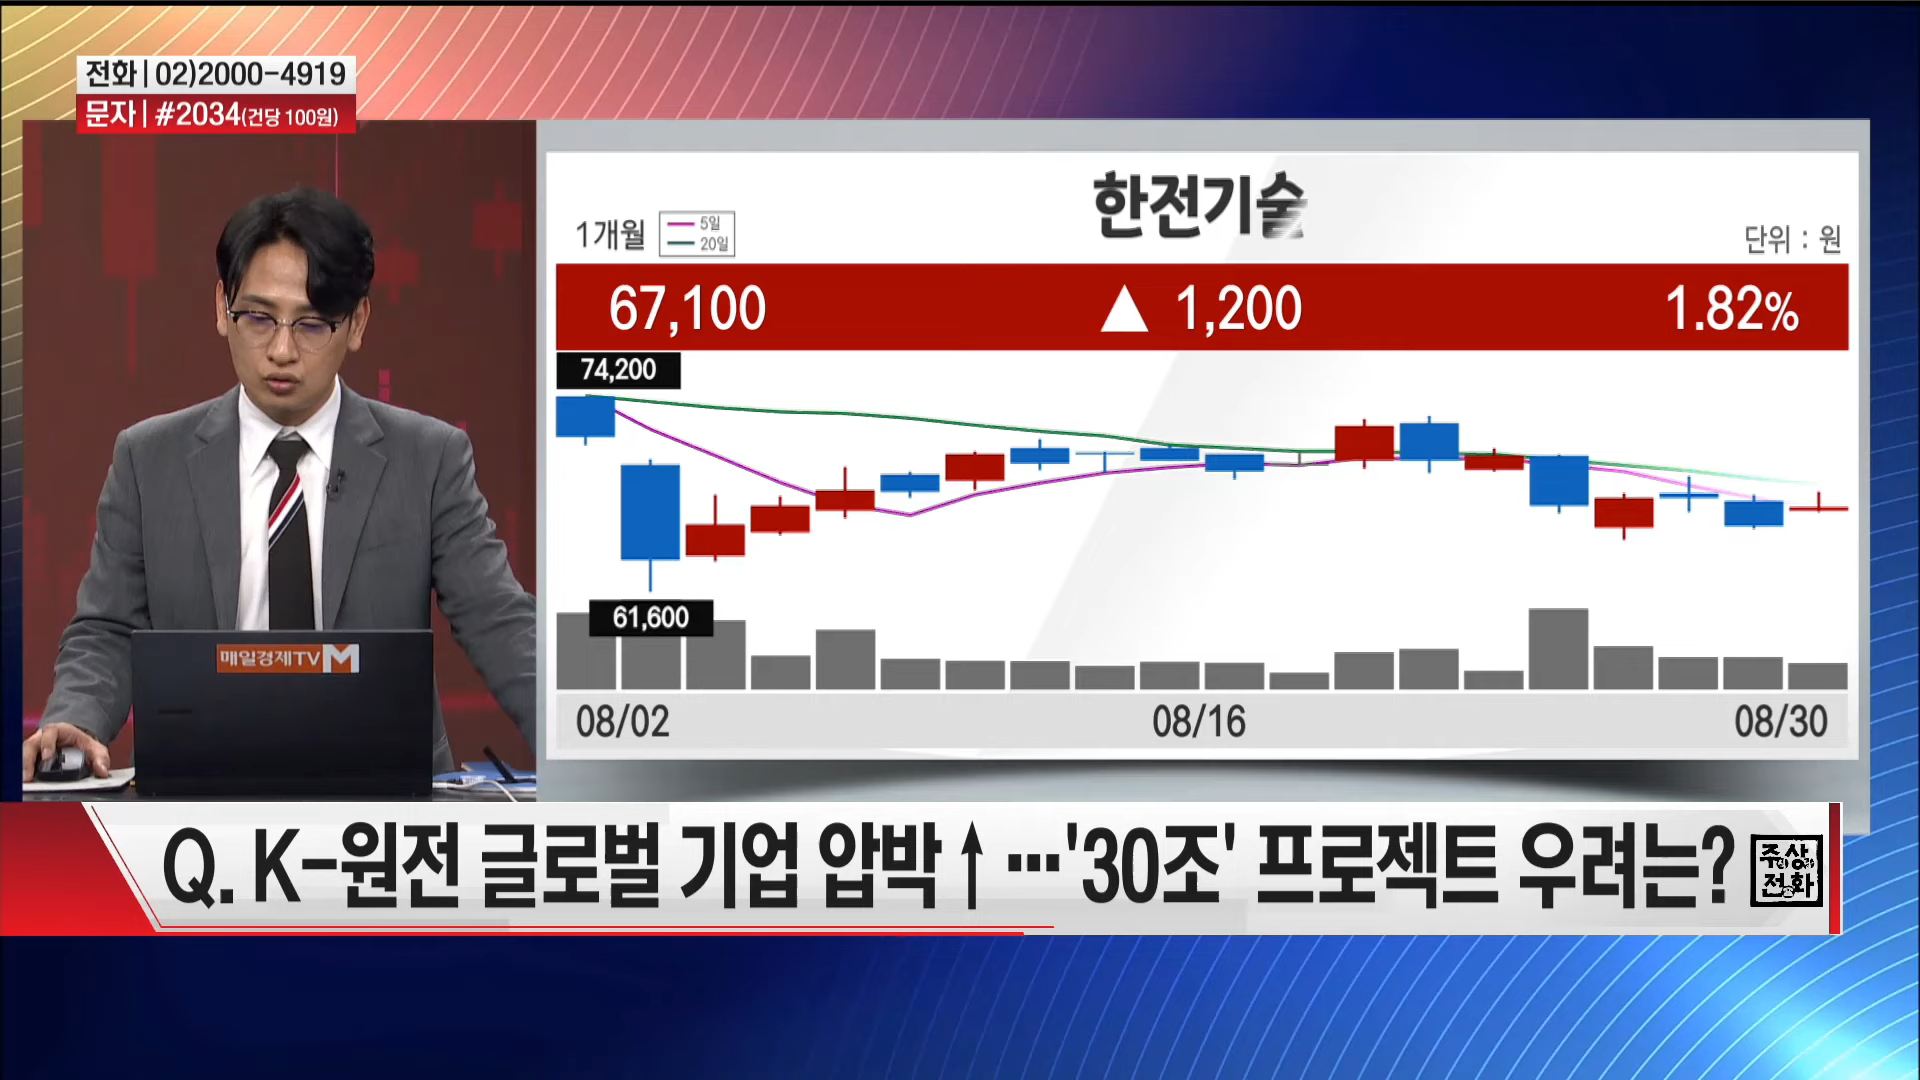 전화 | 02)2000-4919
문자 | #2034(건당 100원)
한전기술
1개월
5일
20일
단위 : 원
67,100 ▲ 1,200 1.82%
74,200
61,600
매일경제TV M
08/02 08/16 08/30
Q. K-원전 글로벌 기업 압박↑…'30조' 프로젝트 우려는?
주상
전화